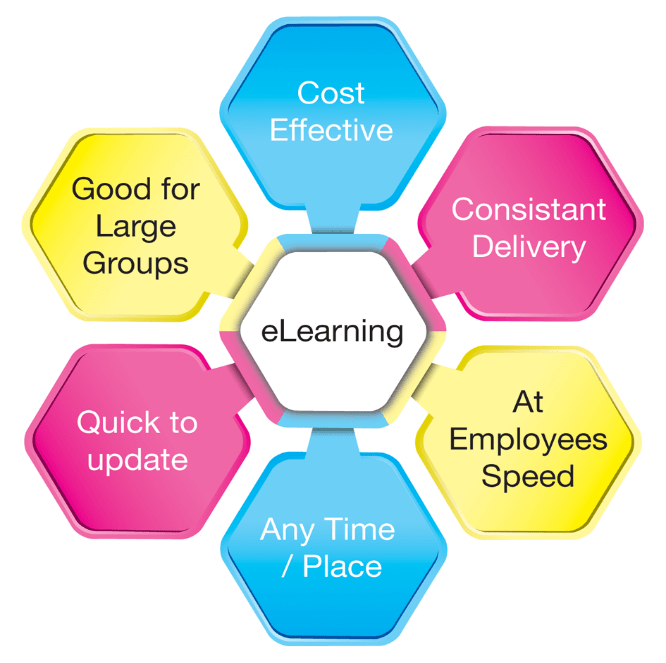 Cost
Effective
Consistant
Delivery
Good for
Large
Groups
eLearning
At
Employees
Speed
Quick to
update
Any Time
/ Place